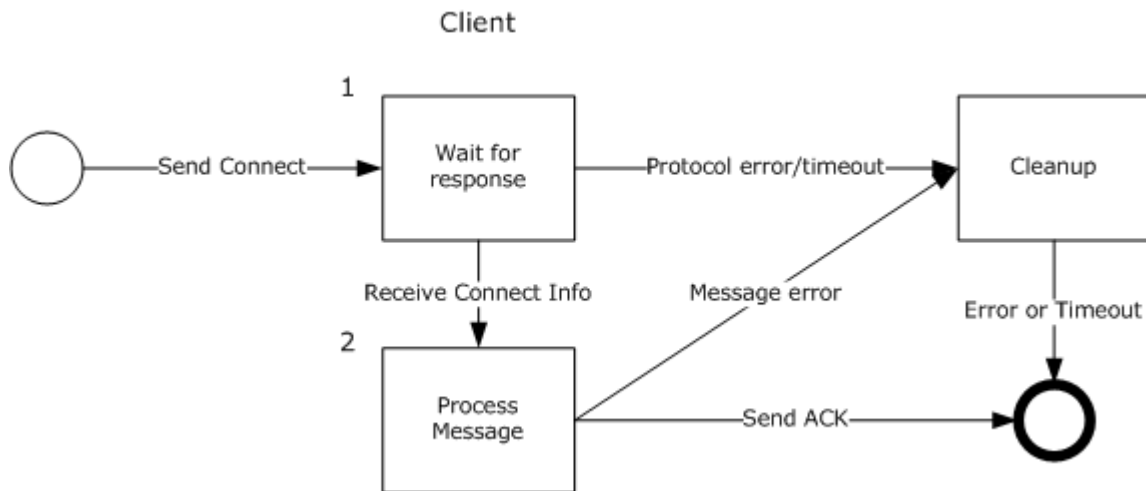 Client
1
Send Connect
Wait for
response
Protocol error/timeout
Cleanup
Receive Connect Info
Message error
Error or Timeout
2
Process
Message
Send ACK